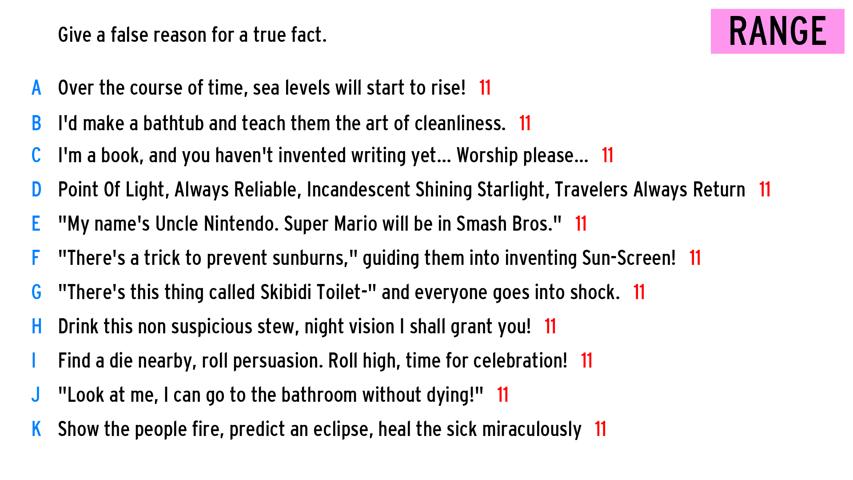 Give a false reason for a true fact.
RANGE
A Over the course of time, sea levels will start to rise! 11
B I'd make a bathtub and teach them the art of cleanliness. 11
C I'm a book, and you haven't invented writing yet... Worship please... 11
D Point Of Light, Always Reliable, Incandescent Shining Starlight, Travelers Always Return 11
E "My name's Uncle Nintendo. Super Mario will be in Smash Bros." 11
F "There's a trick to prevent sunburns," guiding them into inventing Sun-Screen! 11
G "There's this thing called Skibidi Toilet-" and everyone goes into shock. 11
H Drink this non suspicious stew, night vision I shall grant you! 11
I Find a die nearby, roll persuasion. Roll high, time for celebration! 11
J "Look at me, I can go to the bathroom without dying!" 11
K Show the people fire, predict an eclipse, heal the sick miraculously 11